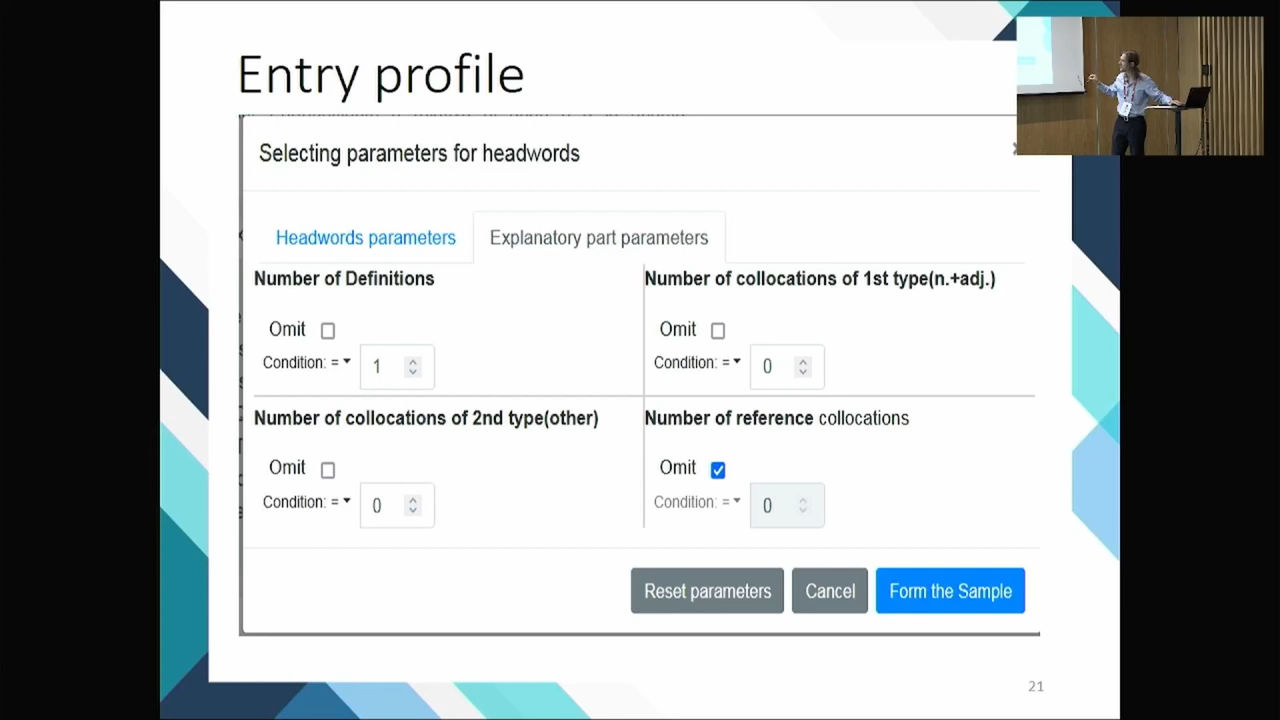 Entry profile
Selecting parameters for headwords
Headwords parameters
Explanatory part parameters
Number of Definitions
Omit
Condition: =
1
Number of collocations of 1st type(n.+adj.)
Omit
Condition: =
0
Number of collocations of 2nd type(other)
Omit
Condition: =
0
Number of reference collocations
Omit
Condition: =
0
Reset parameters
Cancel
Form the Sample
21